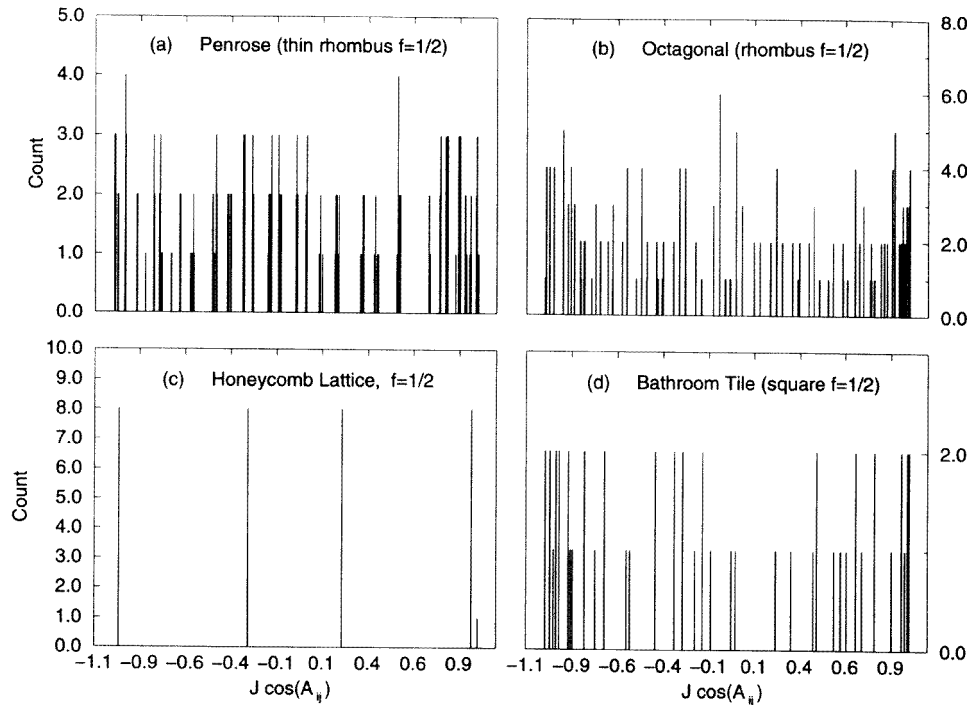 5.0
4.0
3.0
2.0
1.0
0.0
Count
(a) Penrose (thin rhombus f=1/2)
(b) Octagonal (rhombus f=1/2)
8.0
6.0
4.0
2.0
0.0
10.0
9.0
8.0
7.0
6.0
5.0
4.0
3.0
2.0
1.0
0.0
Count
(c) Honeycomb Lattice, f=1/2
−1.1 −0.9 −0.6 −0.4 −0.1 0.1 0.4 0.6 0.9
J cos(A_ij)
(d) Bathroom Tile (square f=1/2)
2.0
0.0
−1.1 −0.9 −0.6 −0.4 −0.1 0.1 0.4 0.6 0.9
J cos(A_ij)